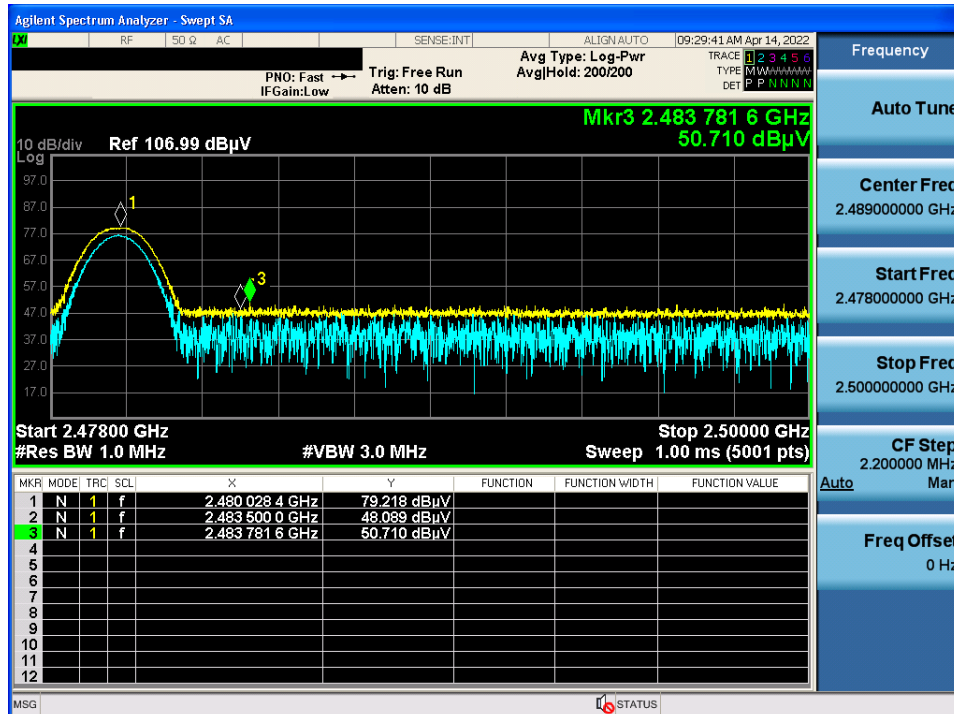 Agilent Spectrum Analyzer - Swept SA
LXI RF 50 Ω AC SENSE:INT ALIGN AUTO 09:29:41 AM Apr 14, 2022
Frequency
PNO: Fast Trig: Free Run Avg Type: Log-Pwr TRACE 1 2 3 4 5 6
IFGain:Low Atten: 10 dB Avg|Hold: 200/200 TYPE M W W W W W
DET P P N N N N
Auto Tune
Mkr3 2.483 781 6 GHz
50.710 dBµV
10 dB/div Ref 106.99 dBµV
Log
97.0
87.0
77.0
67.0
57.0
47.0
37.0
27.0
17.0
1
3
Center Freq
2.489000000 GHz
Start Freq
2.478000000 GHz
Stop Freq
2.500000000 GHz
Start 2.47800 GHz Stop 2.50000 GHz
#Res BW 1.0 MHz #VBW 3.0 MHz Sweep 1.00 ms (5001 pts)
CF Step
2.200000 MHz
Auto Man
MKR MODE TRC SCL X Y FUNCTION FUNCTION WIDTH FUNCTION VALUE
1 N 1 f 2.480 028 4 GHz 79.218 dBµV
2 N 1 f 2.483 500 0 GHz 48.089 dBµV
3 N 1 f 2.483 781 6 GHz 50.710 dBµV
4
5
6
7
8
9
10
11
12
Freq Offset
0 Hz
MSG STATUS